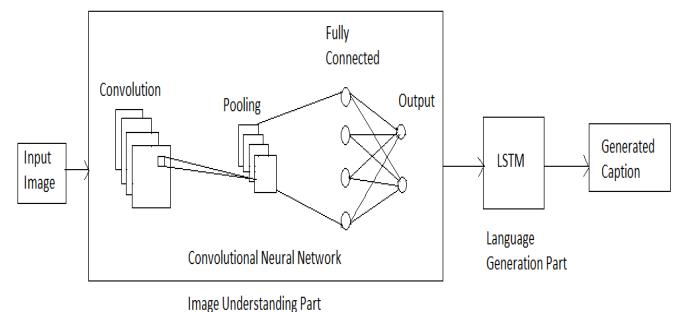 Fully
Connected
Convolution
Pooling
Output
Input
Image
LSTM
Generated
Caption
Language
Generation Part
Convolutional Neural Network
Image Understanding Part